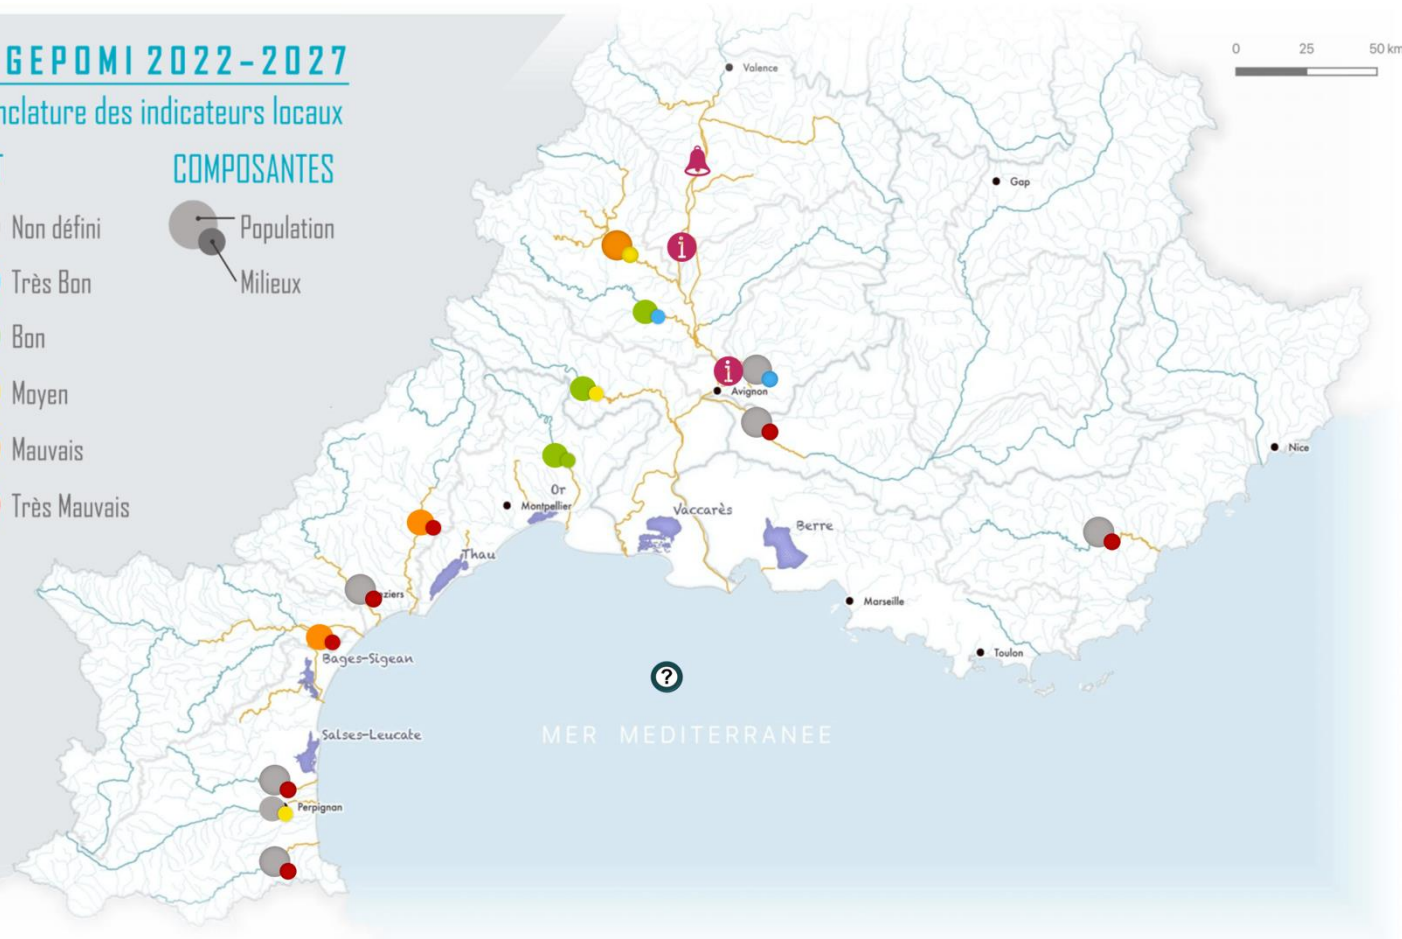 GEPOMI 2022-2027
nclature des indicateurs locaux
T
COMPOSANTES
Non défini
Population
Très Bon
Milieux
Bon
Moyen
Mauvais
Très Mauvais
0 25 50 km
Valence
Gap
i
i
Avignon
Nice
Or
Montpellier
Vaccarès
Berre
Thau
ziers
Marseille
Toulon
Bages-Sigean
?
Salses-Leucate
MER MEDITERRANEE
Perpignan